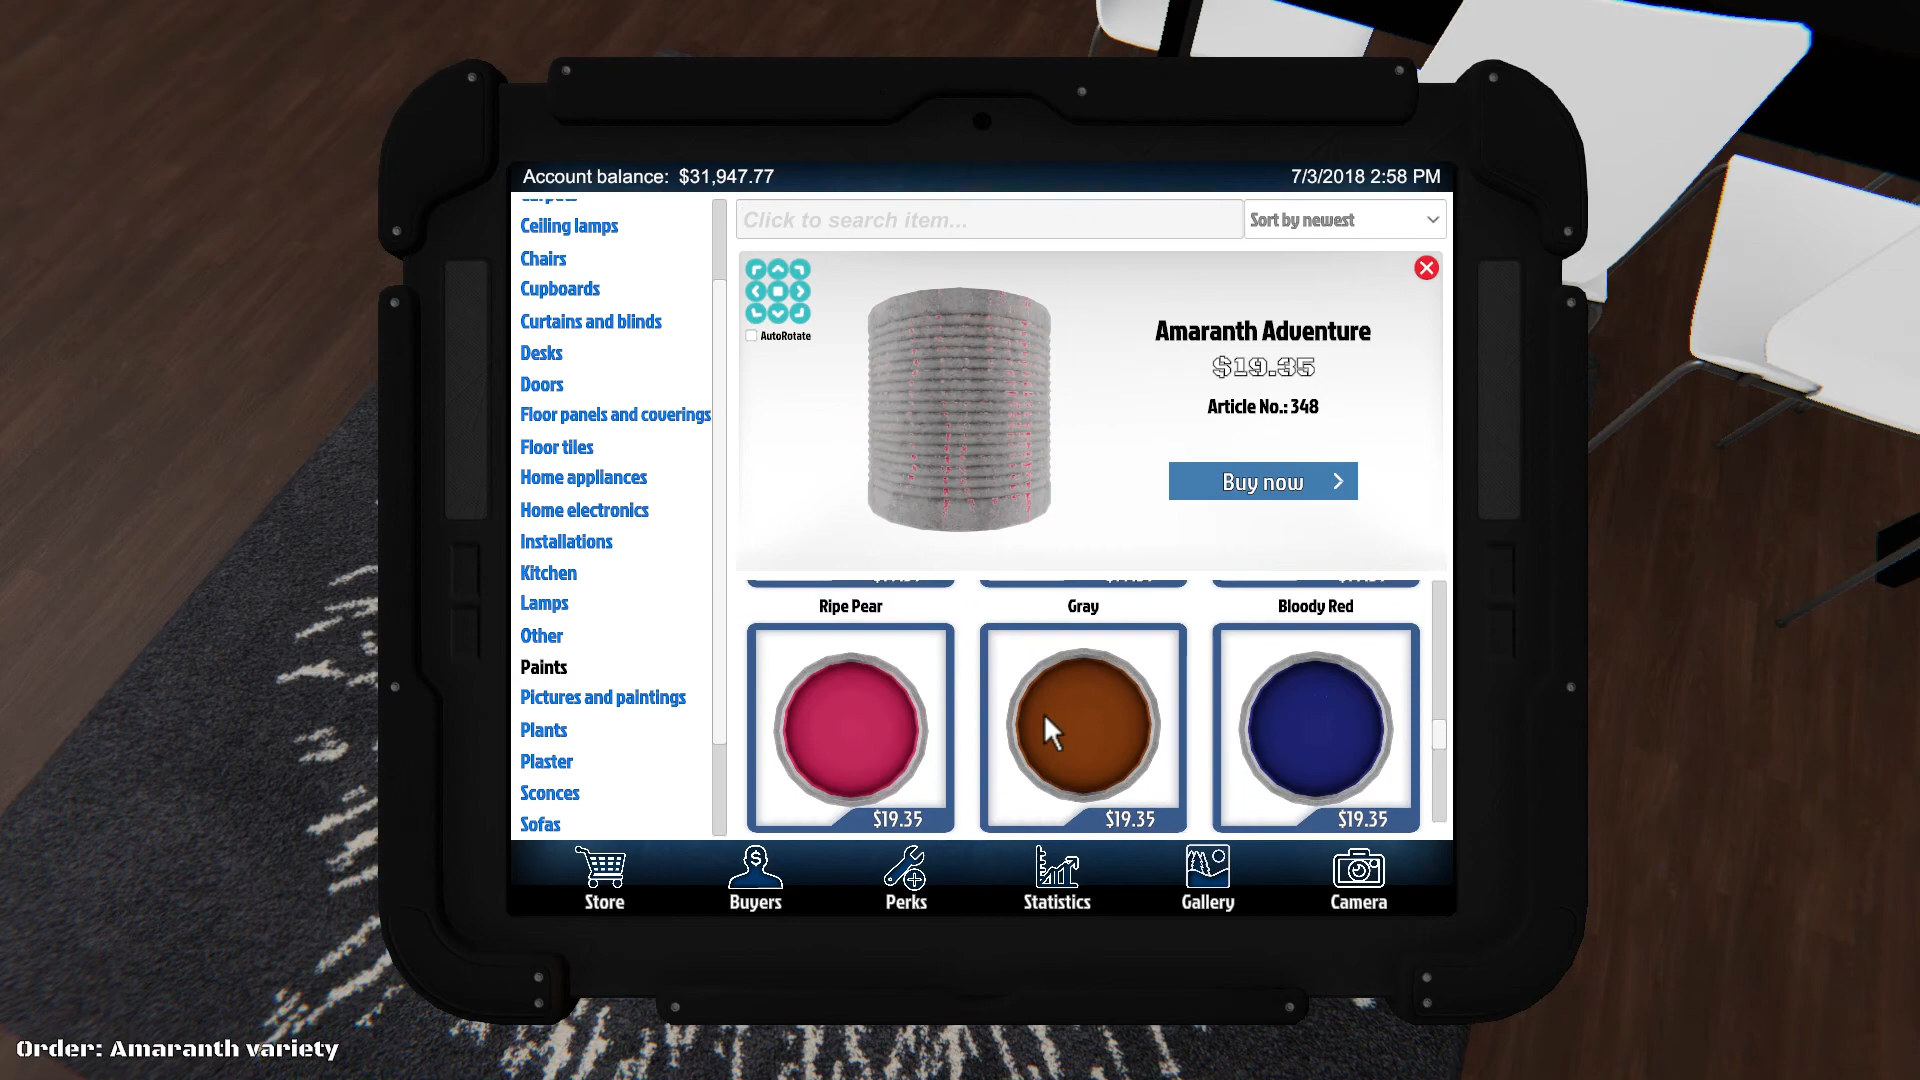 Account balance: $31,947.77
7/3/2018 2:58 PM
Ceiling lamps
Chairs
Cupboards
Curtains and blinds
Desks
Doors
Floor panels and coverings
Floor tiles
Home appliances
Home electronics
Installations
Kitchen
Lamps
Other
Paints
Pictures and paintings
Plants
Plaster
Sconces
Sofas
Click to search item...
Sort by newest
AutoRotate
Amaranth Adventure
$19.35
Article No.: 348
Buy now
Ripe Pear
Gray
Bloody Red
$19.35
$19.35
$19.35
Store
Buyers
Perks
Statistics
Gallery
Camera
Order: Amaranth variety